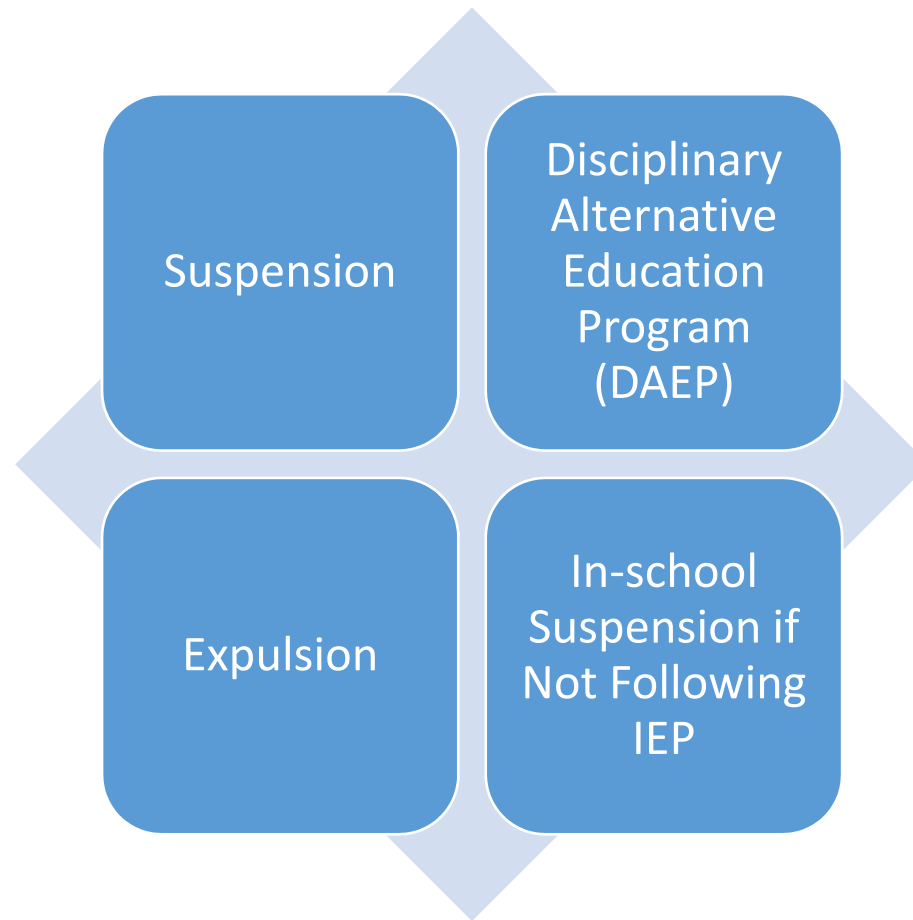 Suspension
Disciplinary
Alternative
Education
Program
(DAEP)
Expulsion
In-school
Suspension if
Not Following
IEP